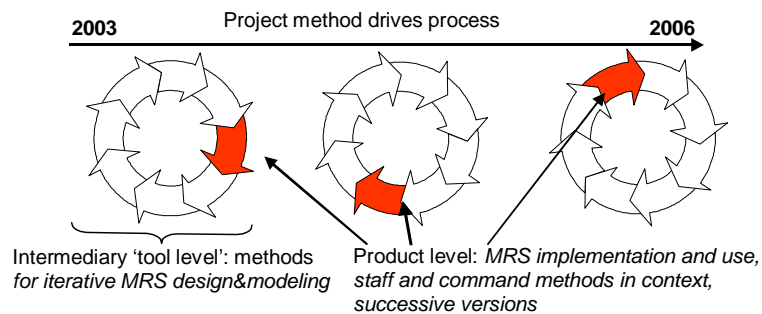 Project method drives process
2003
2006
Intermediary ‘tool level’: methods
for iterative MRS design&modeling
Product level: MRS implementation and use,
staff and command methods in context,
successive versions